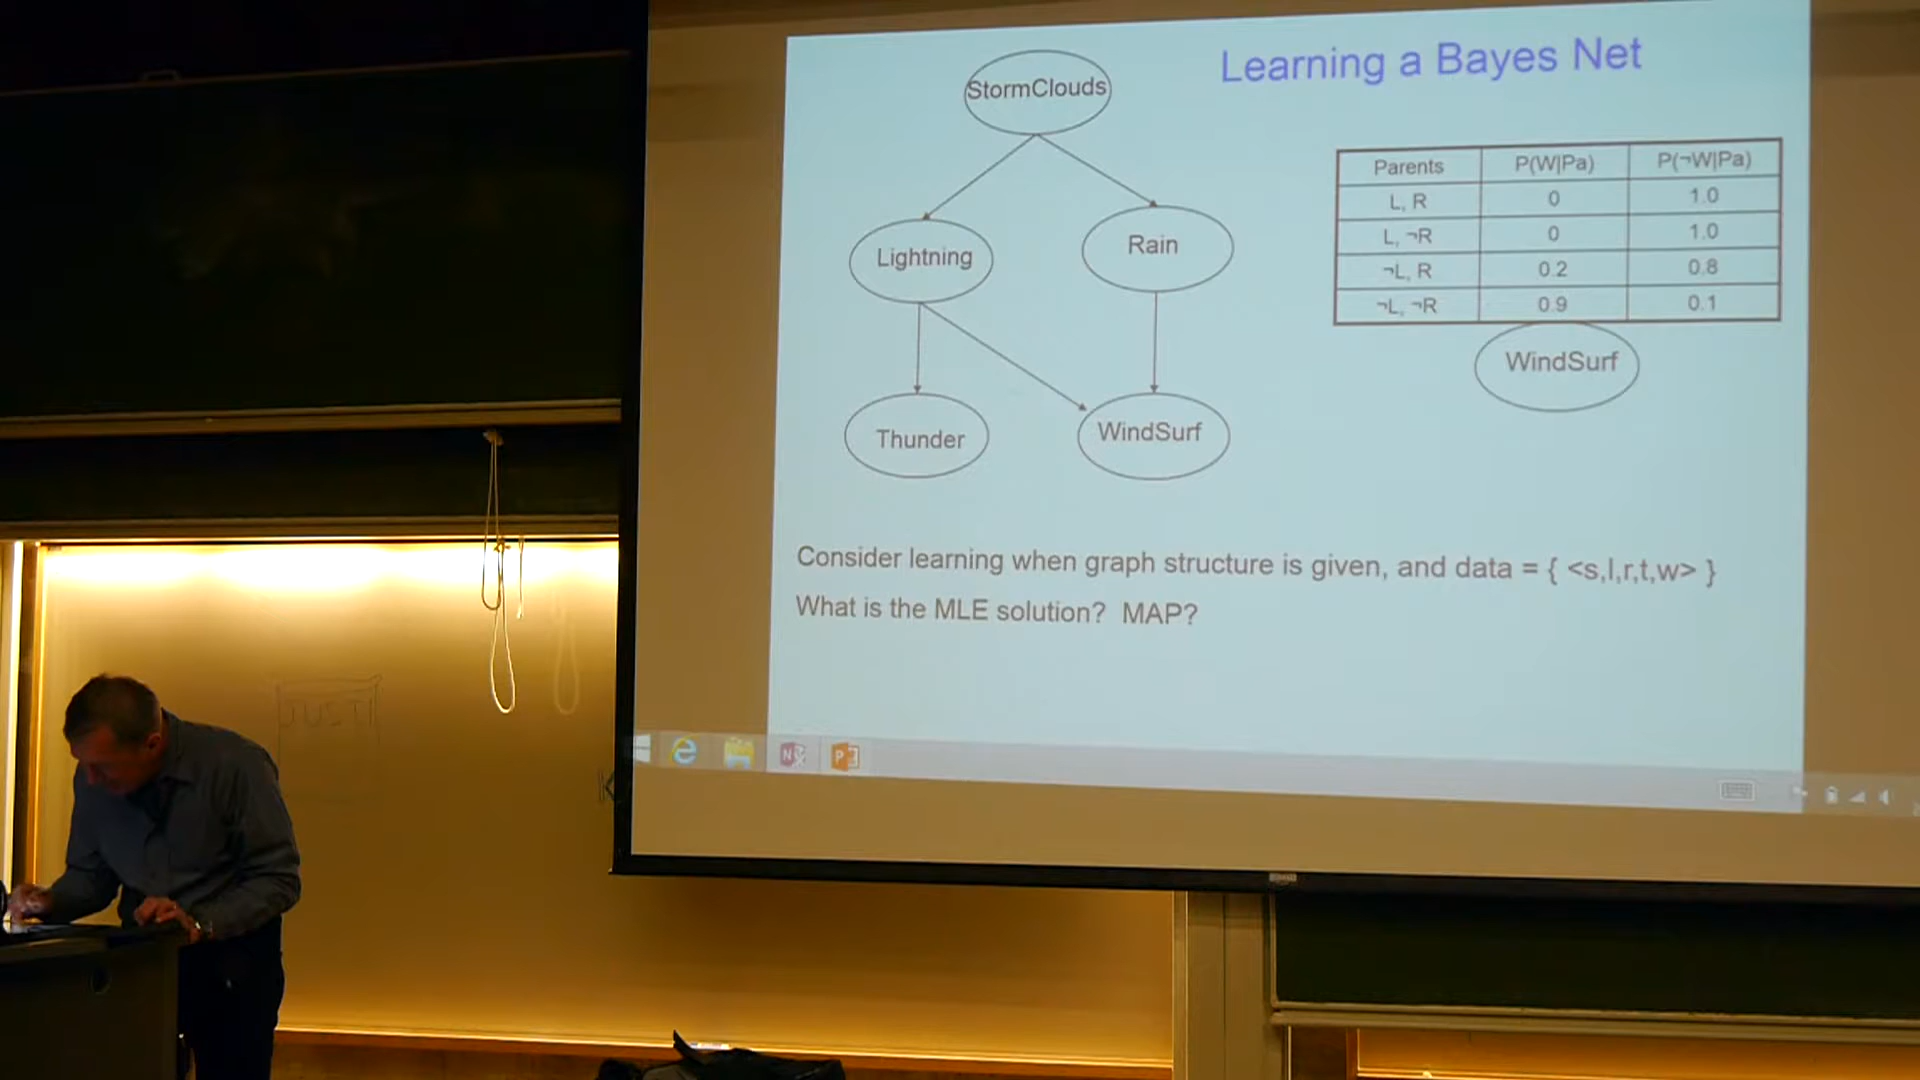 Learning a Bayes Net
StormClouds
Lightning
Rain
Thunder
WindSurf
Parents P(W|Pa) P(¬W|Pa)
L, R 0 1.0
L, ¬R 0 1.0
¬L, R 0.2 0.8
¬L, ¬R 0.9 0.1
WindSurf
Consider learning when graph structure is given, and data = { <s,l,r,t,w> }
What is the MLE solution? MAP?
JUSTI
K